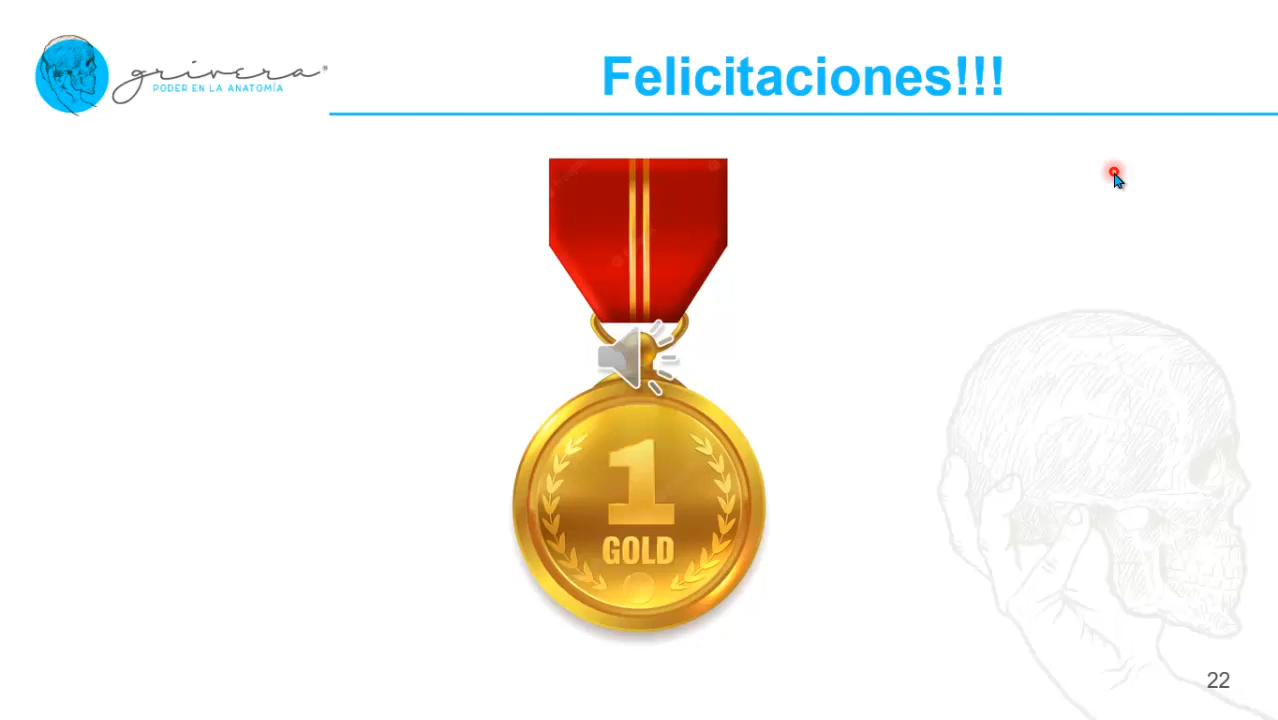 grivera®
PODER EN LA ANATOMÍA
Felicitaciones!!!
1
GOLD
22